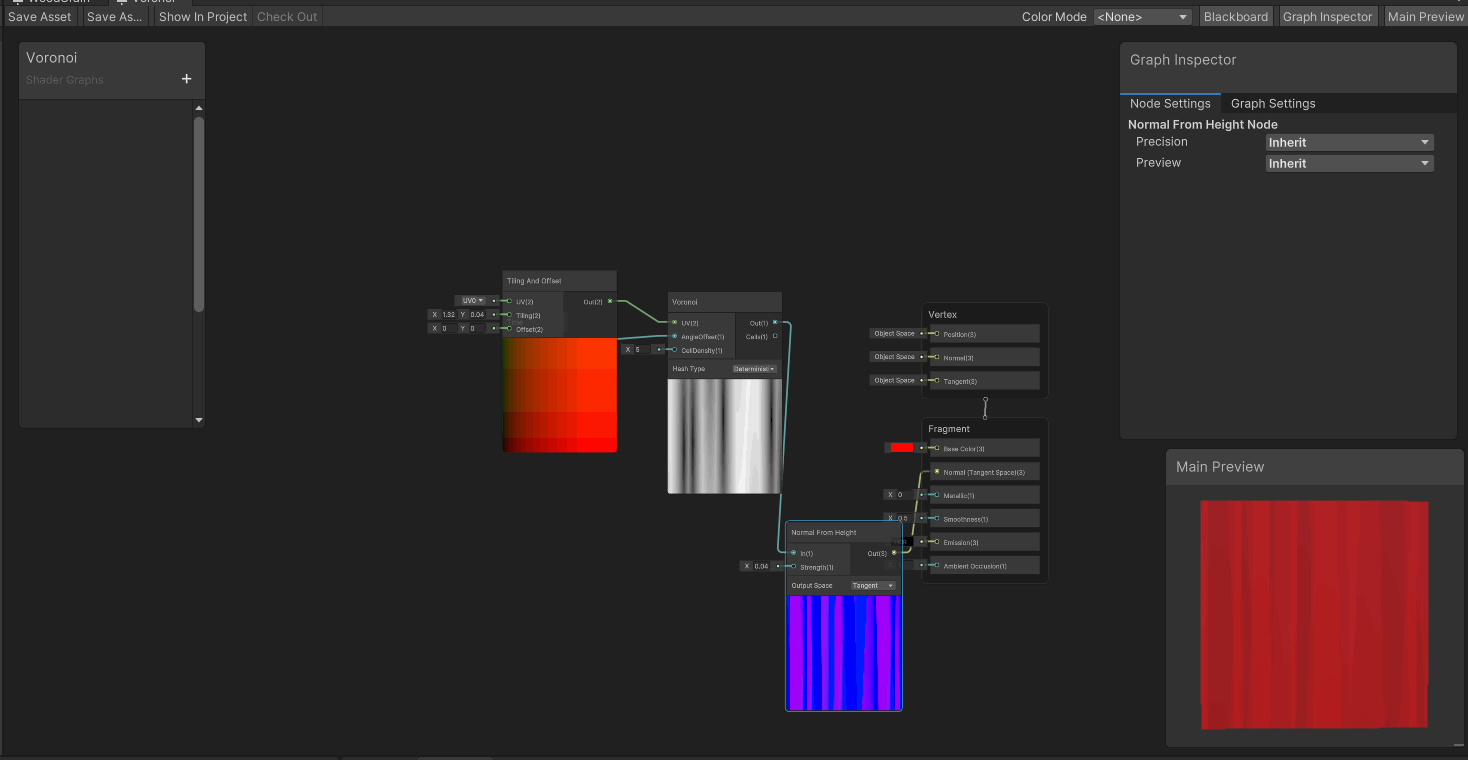 WoodGrain Voronoi
Save Asset Save As... Show In Project Check Out Color Mode <None> Blackboard Graph Inspector Main Preview
Voronoi
Shader Graphs +
Graph Inspector
Node Settings Graph Settings
Normal From Height Node
Precision Inherit
Preview Inherit
Tiling And Offset
UV0 UV(2) Out(2)
X 1.32 Y 0.04 Tiling(2)
X 0 Y 0 Offset(2)
Voronoi
UV(2) Out(1)
AngleOffset(1) Cells(1)
X 5 CellDensity(1)
Hash Type Determinist
Vertex
Object Space Position(3)
Object Space Normal(3)
Object Space Tangent(3)
Fragment
Base Color(3)
Normal (Tangent Space)(3)
X 0 Metallic(1)
X 0.5 Smoothness(1)
Emission(3)
Ambient Occlusion(1)
Normal From Height
In(1) Out(3)
X 0.04 Strength(1)
Output Space Tangent
Main Preview